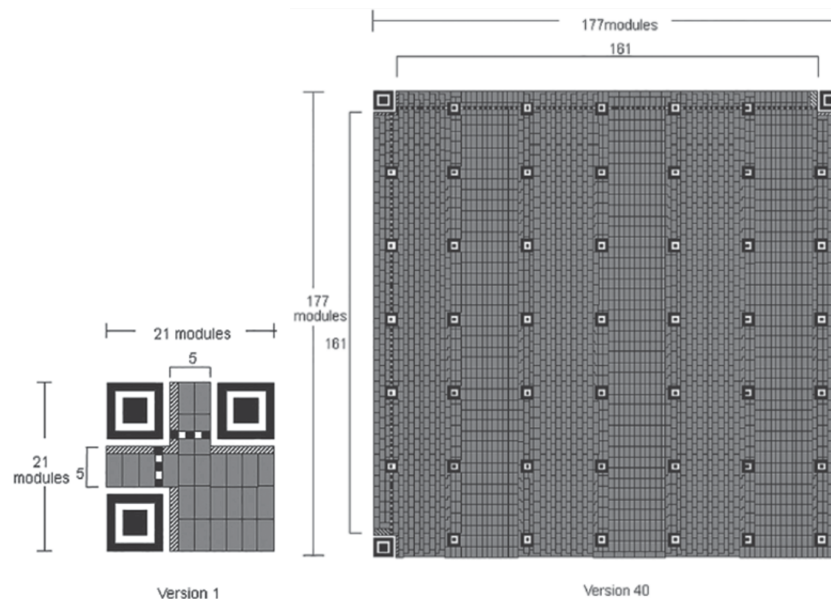 177modules
161
177
modules
161
21 modules
5
21
modules
5
Version 1
Version 40